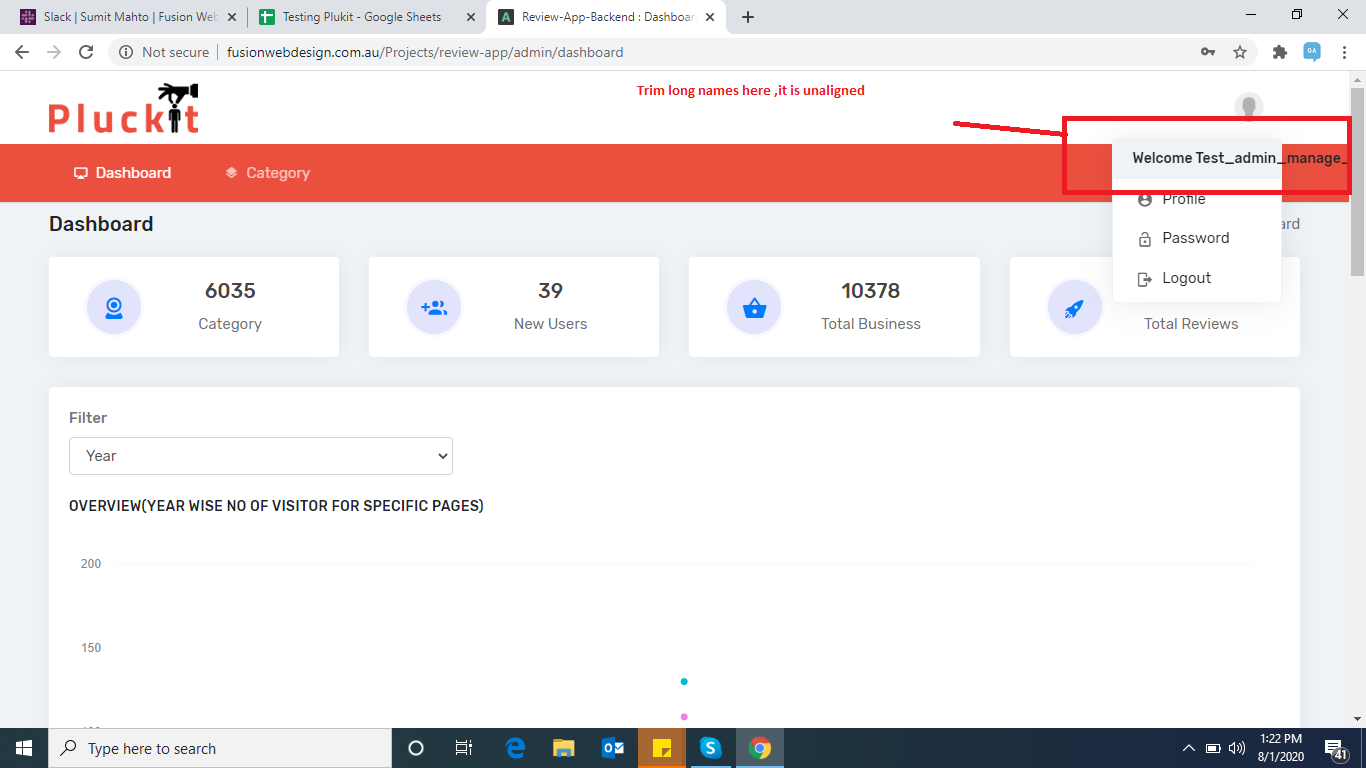 Slack | Sumit Mahto | Fusion Web
Testing Plukit - Google Sheets
Review-App-Backend : Dashboar
Not secure
fusionwebdesign.com.au/Projects/review-app/admin/dashboard
Pluckit
Trim long names here ,it is unaligned
Dashboard
Category
Welcome Test_admin_manage_
Profile
Password
Logout
Dashboard
ard
6035
Category
39
New Users
10378
Total Business
Total Reviews
Filter
Year
OVERVIEW(YEAR WISE NO OF VISITOR FOR SPECIFIC PAGES)
200
150
Type here to search
1:22 PM
8/1/2020
41